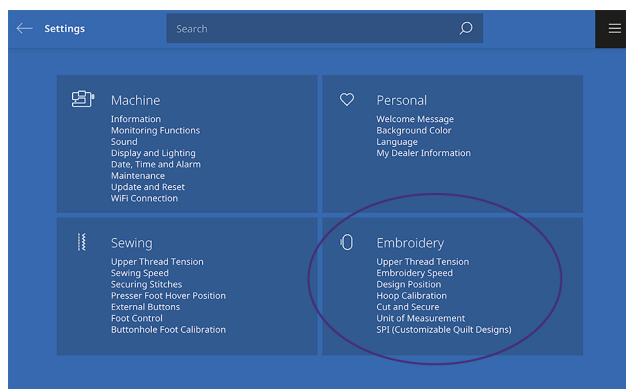 Settings
Search
Machine
Information
Monitoring Functions
Sound
Display and Lighting
Date, Time and Alarm
Maintenance
Update and Reset
WiFi Connection
Personal
Welcome Message
Background Color
Language
My Dealer Information
Sewing
Upper Thread Tension
Sewing Speed
Securing Stitches
Presser Foot Hover Position
External Buttons
Foot Control
Buttonhole Foot Calibration
Embroidery
Upper Thread Tension
Embroidery Speed
Design Position
Hoop Calibration
Cut and Secure
Unit of Measurement
SPI (Customizable Quilt Designs)